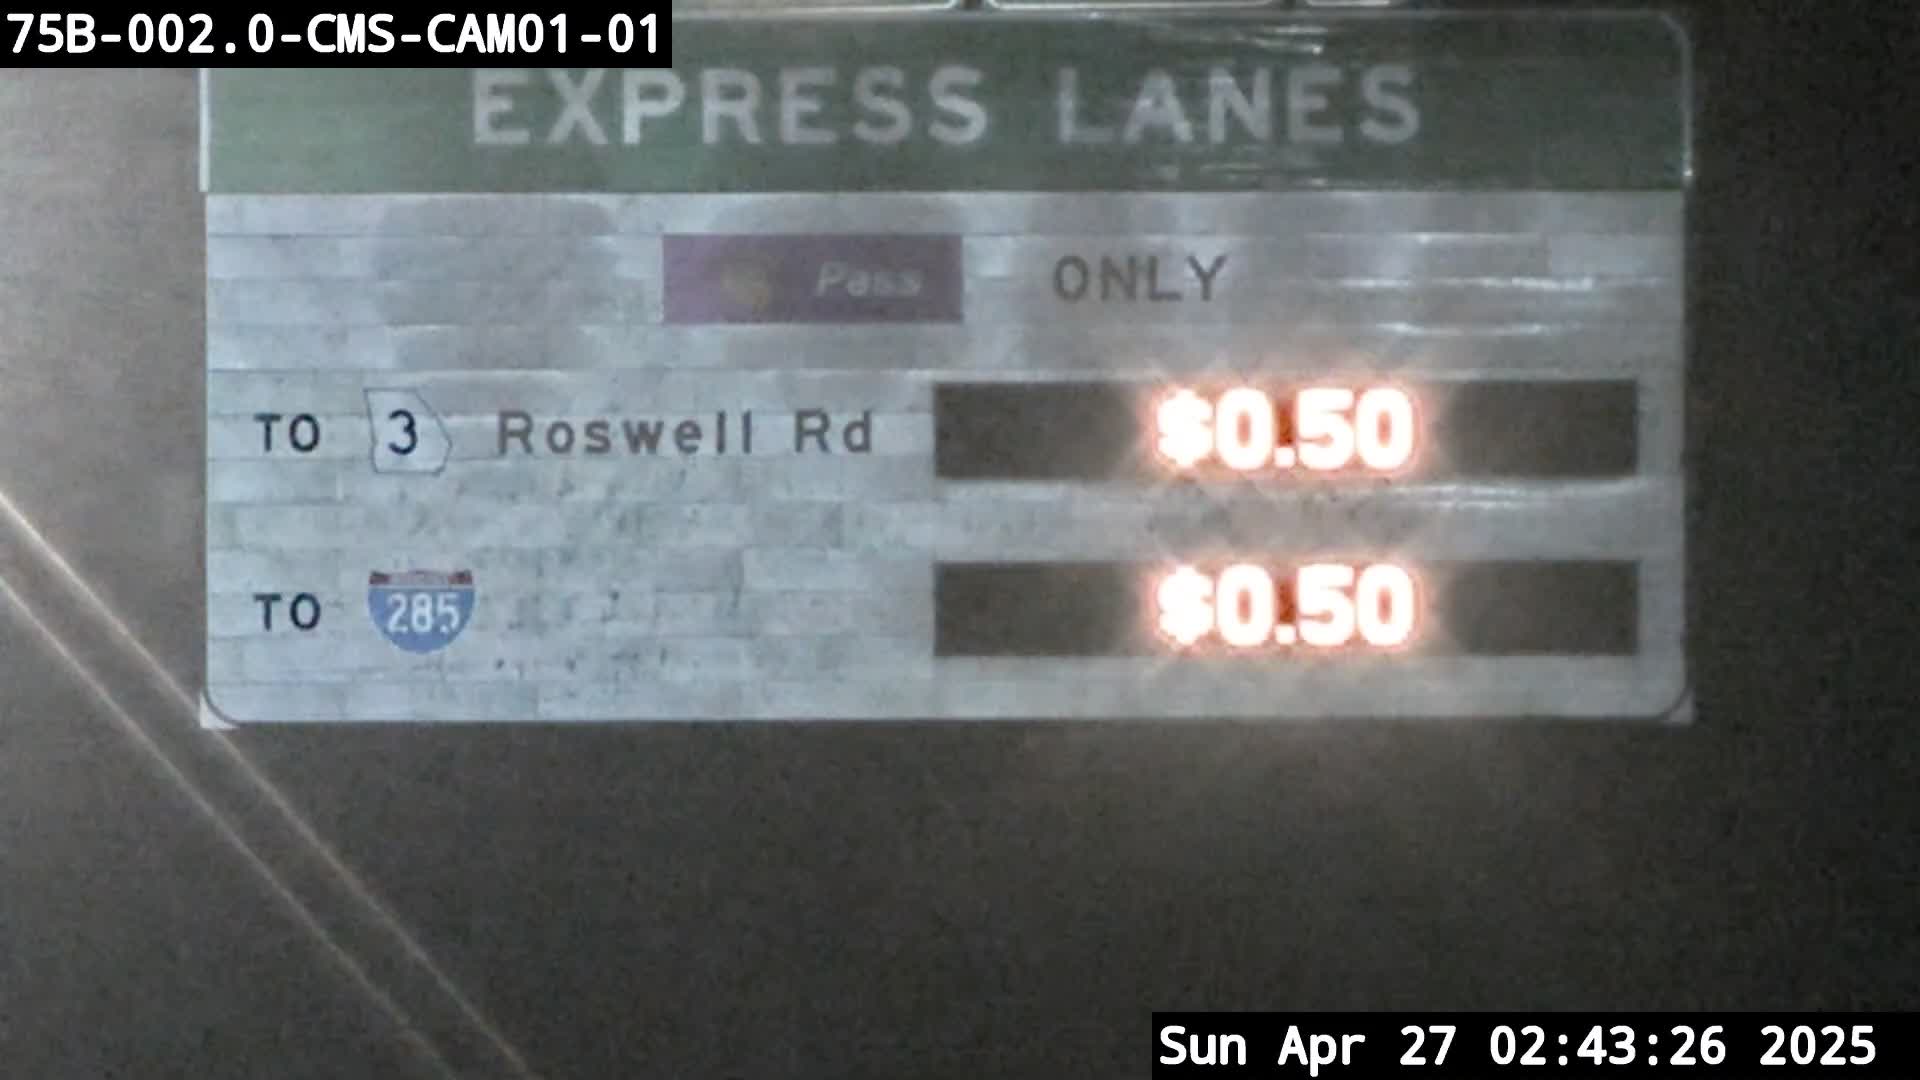 75B-002.0-CMS-CAM01-01
EXPRESS LANES
Pass ONLY
TO 3 Roswell Rd $0.50
TO 285 $0.50
Sun Apr 27 02:43:26 2025